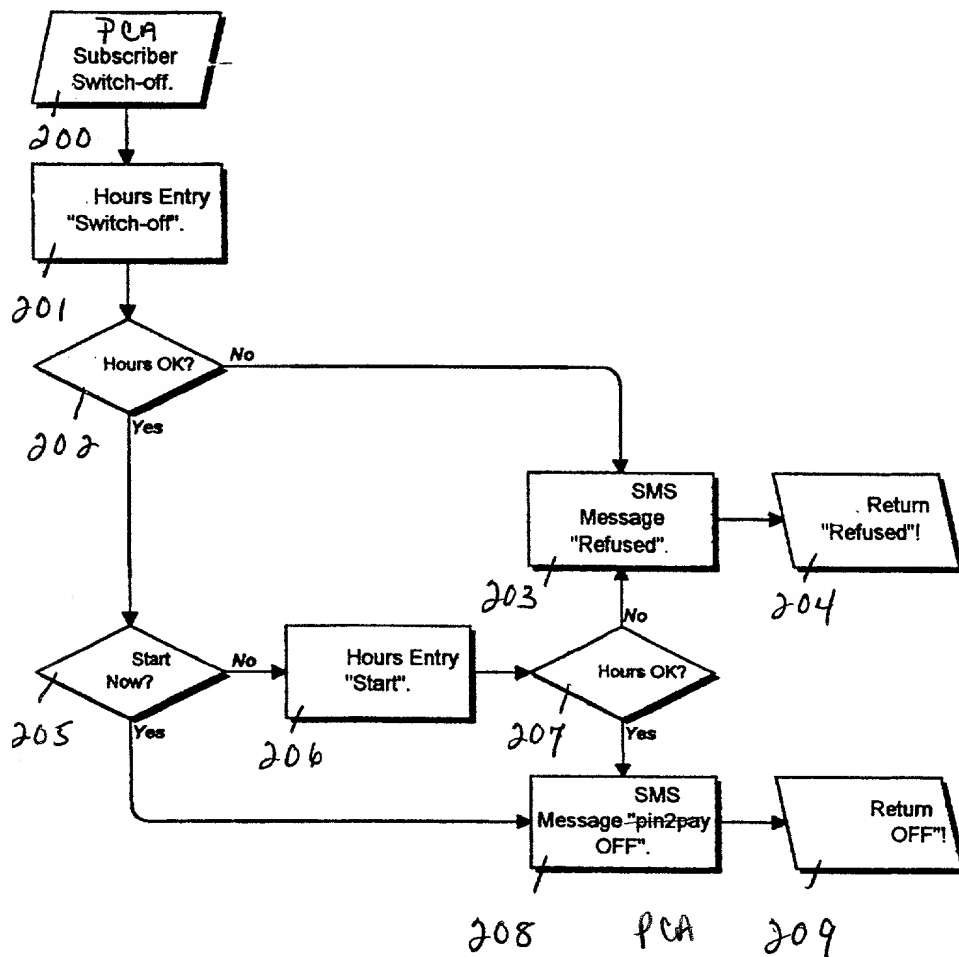 PCA
Subscriber
Switch-off.
200
. Hours Entry
"Switch-off".
201
Hours OK?
No
202
Yes
SMS
Message
"Refused".
. Return
"Refused"!
203
204
No
Start
Now?
No
Hours Entry
"Start".
Hours OK?
205
Yes
206
207
Yes
SMS
Message "pin2pay
OFF".
Return
OFF"!
208
PCA
209